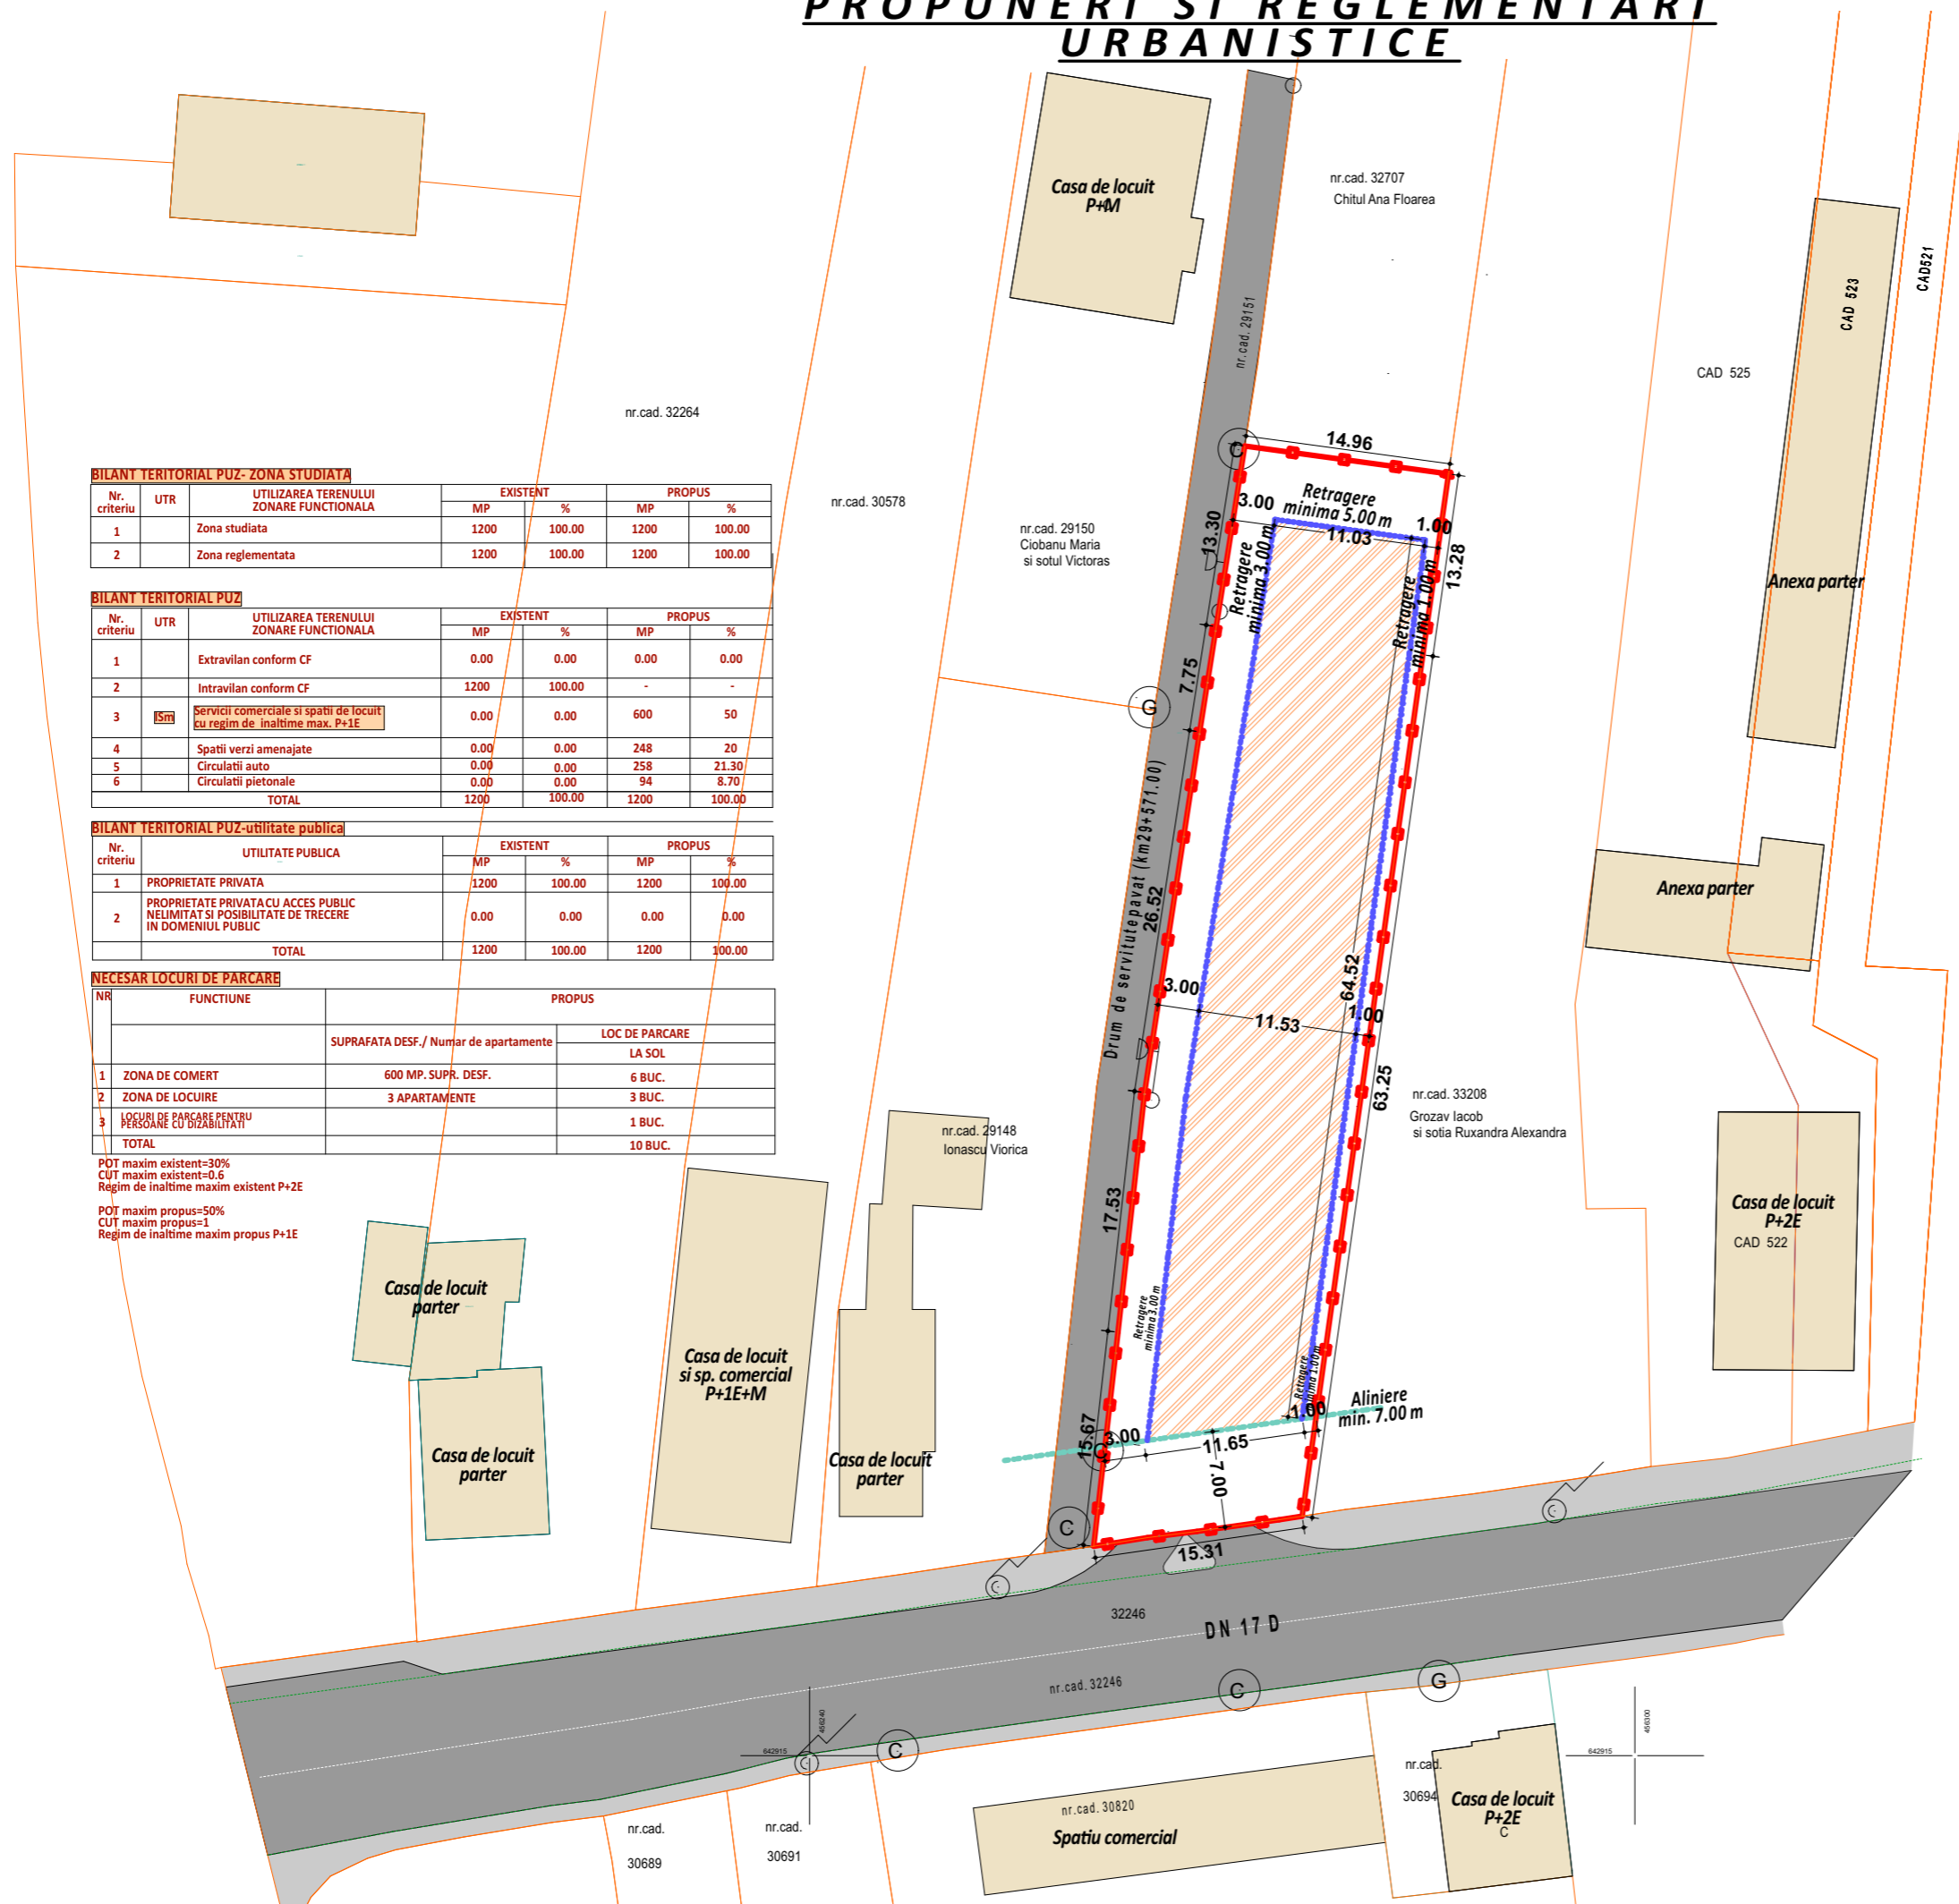 PROPUNERI SI REGLEMENTARI
URBANISTICE
Casa de locuit
P+M
nr.cad. 32707
Chitul Ana Floarea
nr.cad. 29151
CAD 523
CAD521
CAD 525
nr.cad. 32264
nr.cad. 30578
nr.cad. 29150
Ciobanu Maria
si sotul Victoras
BILANT TERITORIAL PUZ- ZONA STUDIATA
Nr. criteriu UTR UTILIZAREA TERENULUI ZONARE FUNCTIONALA EXISTENT PROPUS
MP % MP %
1 Zona studiata 1200 100.00 1200 100.00
2 Zona reglementata 1200 100.00 1200 100.00
BILANT TERITORIAL PUZ
Nr. criteriu UTR UTILIZAREA TERENULUI ZONARE FUNCTIONALA EXISTENT PROPUS
MP % MP %
1 Extravilan conform CF 0.00 0.00 0.00 0.00
2 Intravilan conform CF 1200 100.00 - -
3 ISm Servicii comerciale si spatii de locuit
cu regim de inaltime max. P+1E 0.00 0.00 600 50
4 Spatii verzi amenajate 0.00 0.00 248 20
5 Circulatii auto 0.00 0.00 258 21.30
6 Circulatii pietonale 0.00 0.00 94 8.70
TOTAL 1200 100.00 1200 100.00
BILANT TERITORIAL PUZ-utilitate publica
Nr. criteriu UTILITATE PUBLICA EXISTENT PROPUS
MP % MP %
1 PROPRIETATE PRIVATA 1200 100.00 1200 100.00
2 PROPRIETATE PRIVATA CU ACCES PUBLIC
NELIMITAT SI POSIBILITATE DE TRECERE
IN DOMENIUL PUBLIC 0.00 0.00 0.00 0.00
TOTAL 1200 100.00 1200 100.00
NECESAR LOCURI DE PARCARE
NR FUNCTIUNE PROPUS
SUPRAFATA DESF./ Numar de apartamente LOC DE PARCARE
LA SOL
1 ZONA DE COMERT 600 MP. SUPR. DESF. 6 BUC.
2 ZONA DE LOCUIRE 3 APARTAMENTE 3 BUC.
3 LOCURI DE PARCARE PENTRU
PERSOANE CU DIZABILITATI 1 BUC.
TOTAL 10 BUC.
POT maxim existent=30%
CUT maxim existent=0.6
Regim de inaltime maxim existent P+2E
POT maxim propus=50%
CUT maxim propus=1
Regim de inaltime maxim propus P+1E
C
14.96
3.00
Retragere
minima 5.00 m
1.00
11.03
13.30
Retragere
minima 3.00 m
Retragere
minima 1.00 m
13.28
G
7.75
Drum de servitutepavat (km29+571.00)
26.52
3.00
11.53
64.52
1.00
63.25
17.53
Retragere
minima 3.00 m
Retragere
minima 1.00m
15.67
3.00
C
11.65
1.00
7.00
Aliniere
min. 7.00 m
C
15.31
Anexa parter
Anexa parter
nr.cad. 33208
Grozav Iacob
si sotia Ruxandra Alexandra
nr.cad. 29148
Ionascu Viorica
Casa de locuit
P+2E
CAD 522
Casa de locuit
parter
Casa de locuit
parter
Casa de locuit
si sp. comercial
P+1E+M
Casa de locuit
parter
C
C
32246
DN 17 D
nr.cad. 32246
C
G
C
C
642915
456240
642915
456300
nr.cad.
30689
nr.cad.
30691
nr.cad. 30820
Spatiu comercial
nr.cad.
30694
Casa de locuit
P+2E
C